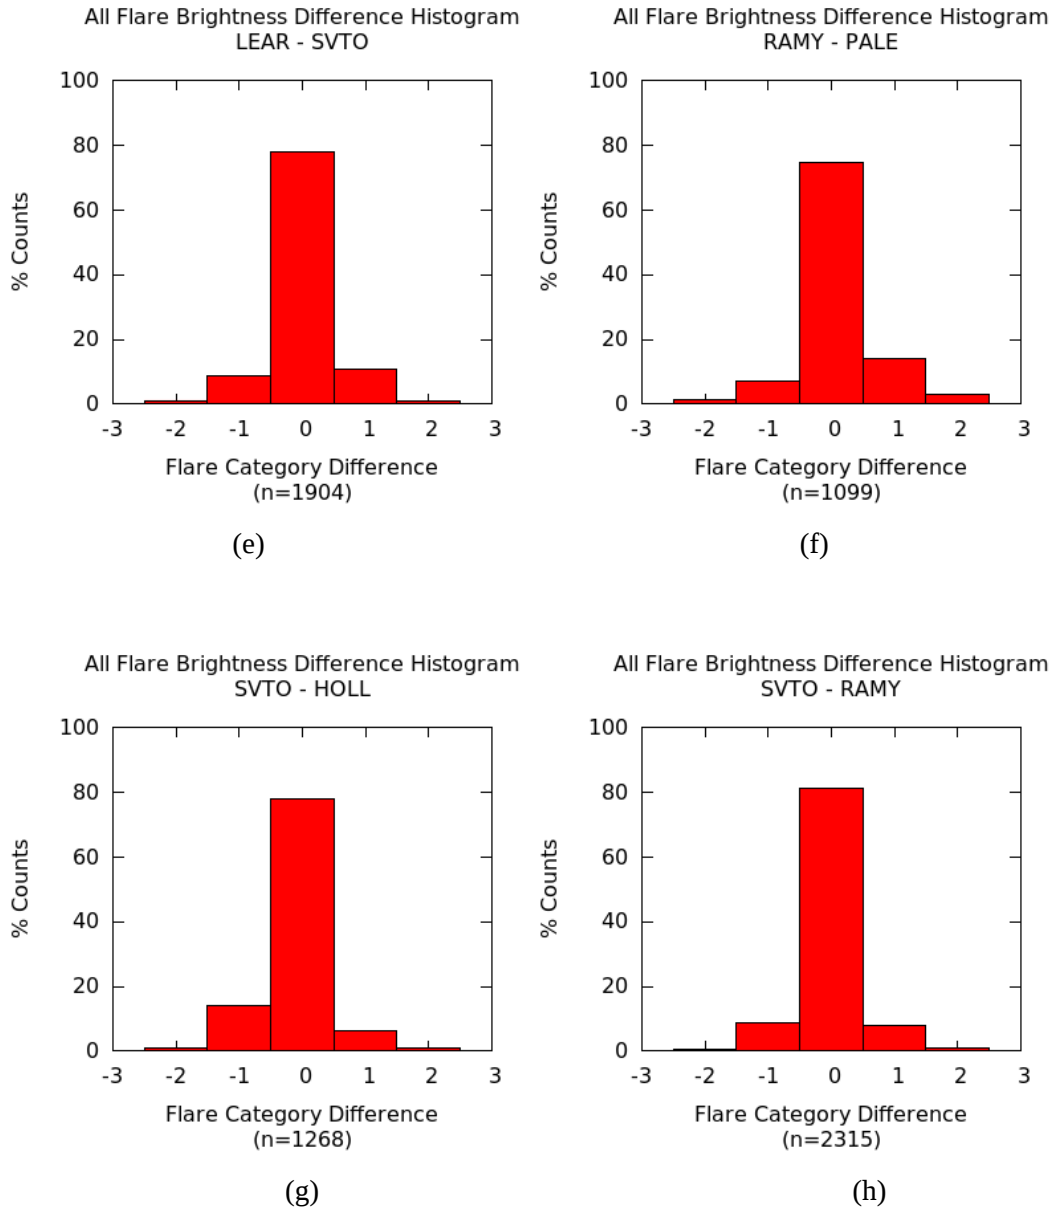 All Flare Brightness Difference Histogram
LEAR - SVTO
100
80
60
40
20
0
% Counts
-3 -2 -1 0 1 2 3
Flare Category Difference
(n=1904)
(e)
All Flare Brightness Difference Histogram
RAMY - PALE
100
80
60
40
20
0
% Counts
-3 -2 -1 0 1 2 3
Flare Category Difference
(n=1099)
(f)
All Flare Brightness Difference Histogram
SVTO - HOLL
100
80
60
40
20
0
% Counts
-3 -2 -1 0 1 2 3
Flare Category Difference
(n=1268)
(g)
All Flare Brightness Difference Histogram
SVTO - RAMY
100
80
60
40
20
0
% Counts
-3 -2 -1 0 1 2 3
Flare Category Difference
(n=2315)
(h)